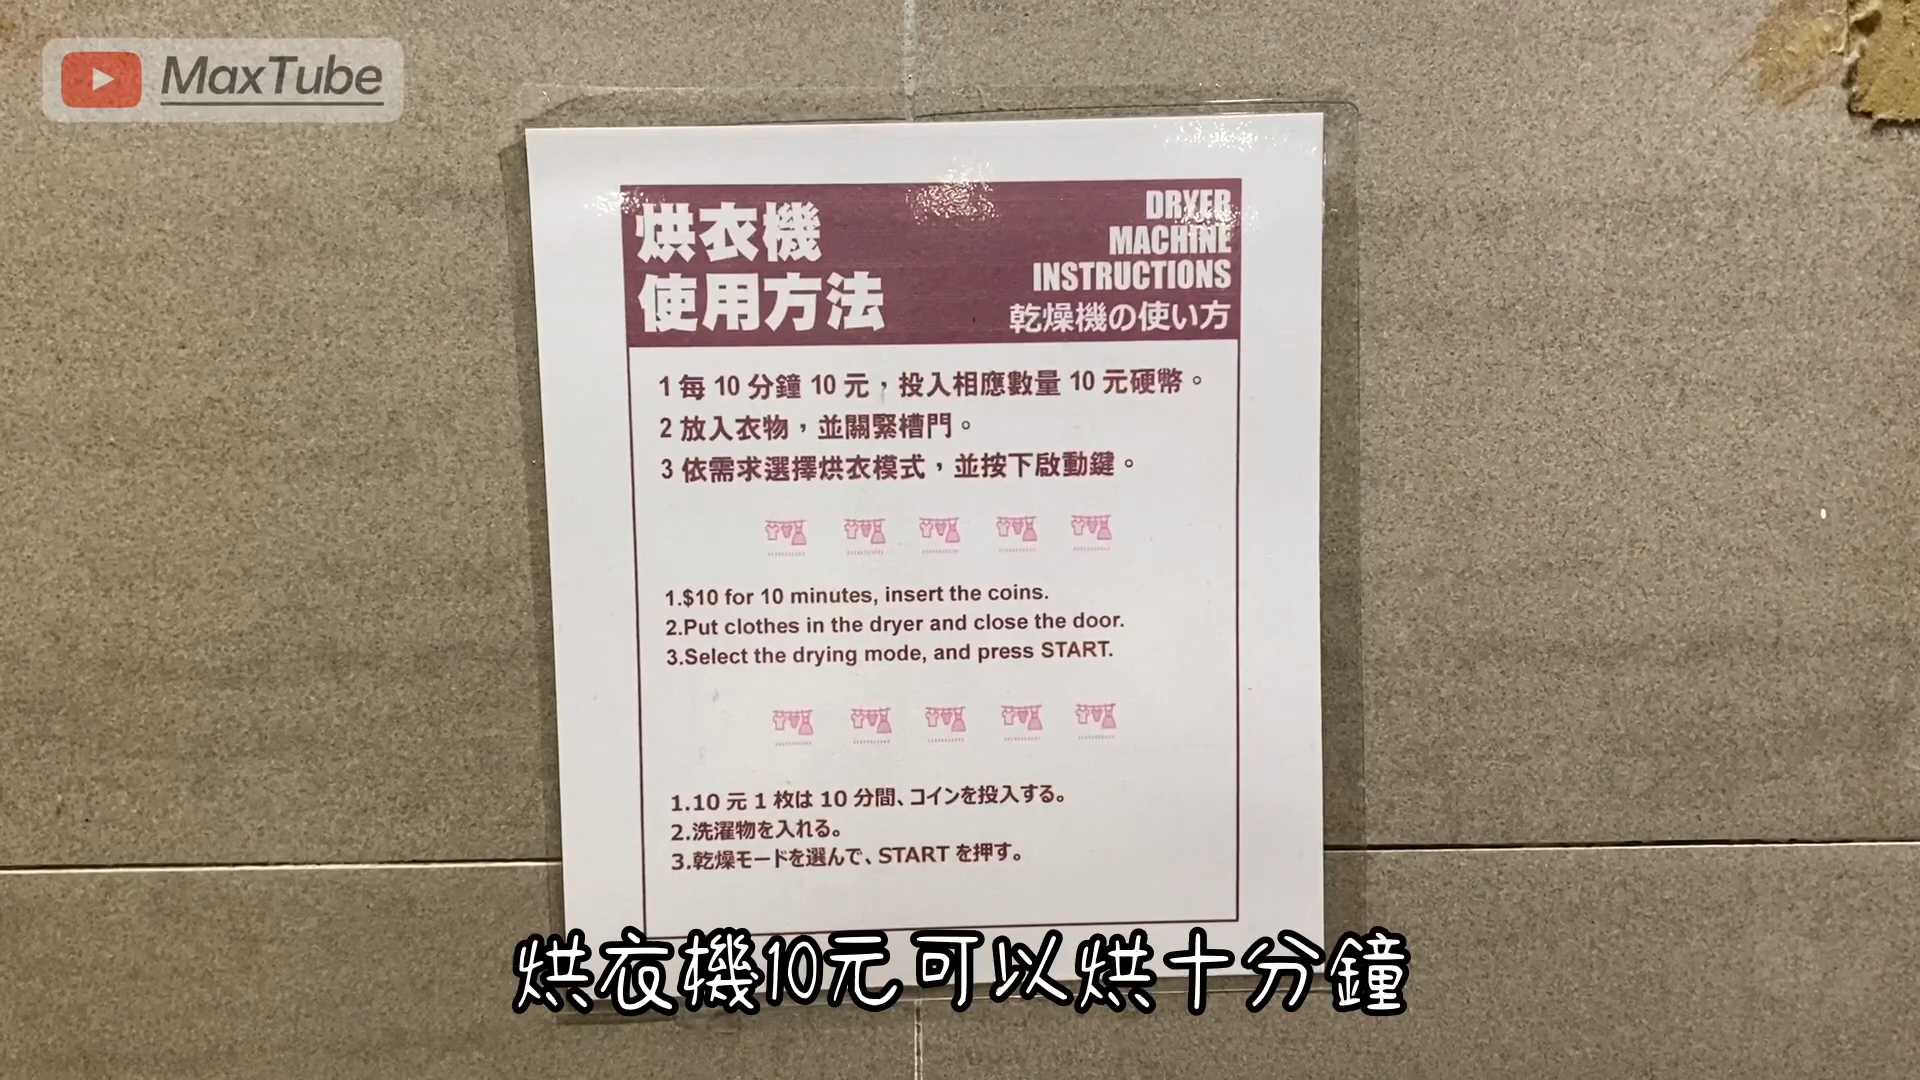 MaxTube
烘衣機
使用方法
DRYER
MACHINE
INSTRUCTIONS
乾燥機の使い方
1 每 10 分鐘 10 元，投入相應數量 10 元硬幣。
2 放入衣物，並關緊槽門。
3 依需求選擇烘衣模式，並按下啟動鍵。
1.$10 for 10 minutes, insert the coins.
2.Put clothes in the dryer and close the door.
3.Select the drying mode, and press START.
1.10 元 1 枚は 10 分間、コインを投入する。
2.洗濯物を入れる。
3.乾燥モードを選んで、START を押す。
烘衣機10元可以烘十分鐘